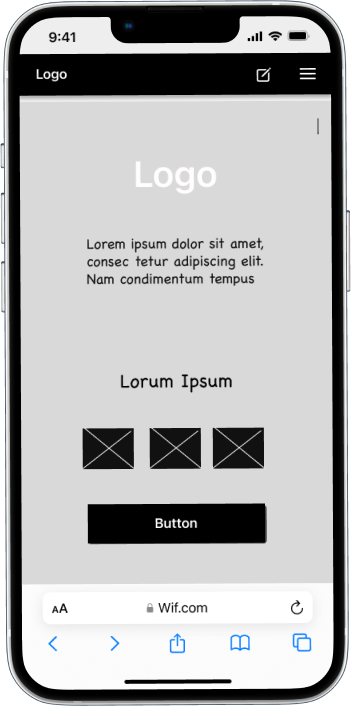 9:41
Logo
Logo
Lorem ipsum dolor sit amet,
consec tetur adipiscing elit.
Nam condimentum tempus
Lorum Ipsum
Button
AA
Wif.com